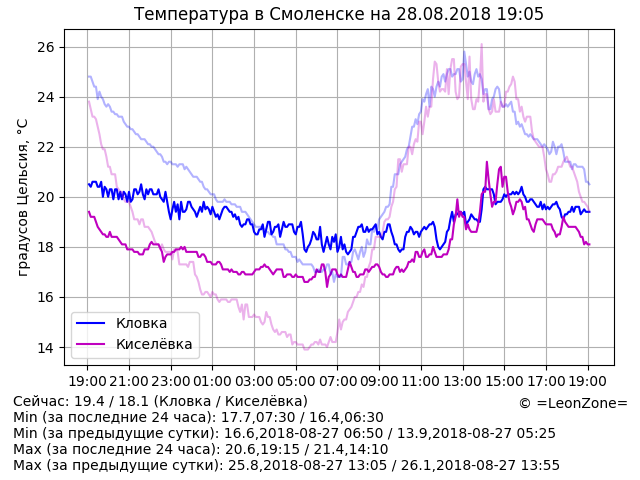 Температура в Смоленске на 28.08.2018 19:05
градусов Цельсия, °C
26
24
22
20
18
16
14
Кловка
Киселёвка
19:00 21:00 23:00 01:00 03:00 05:00 07:00 09:00 11:00 13:00 15:00 17:00 19:00
Сейчас: 19.4 / 18.1 (Кловка / Киселёвка)
© =LeonZone=
Min (за последние 24 часа): 17.7,07:30 / 16.4,06:30
Min (за предыдущие сутки): 16.6,2018-08-27 06:50 / 13.9,2018-08-27 05:25
Max (за последние 24 часа): 20.6,19:15 / 21.4,14:10
Max (за предыдущие сутки): 25.8,2018-08-27 13:05 / 26.1,2018-08-27 13:55